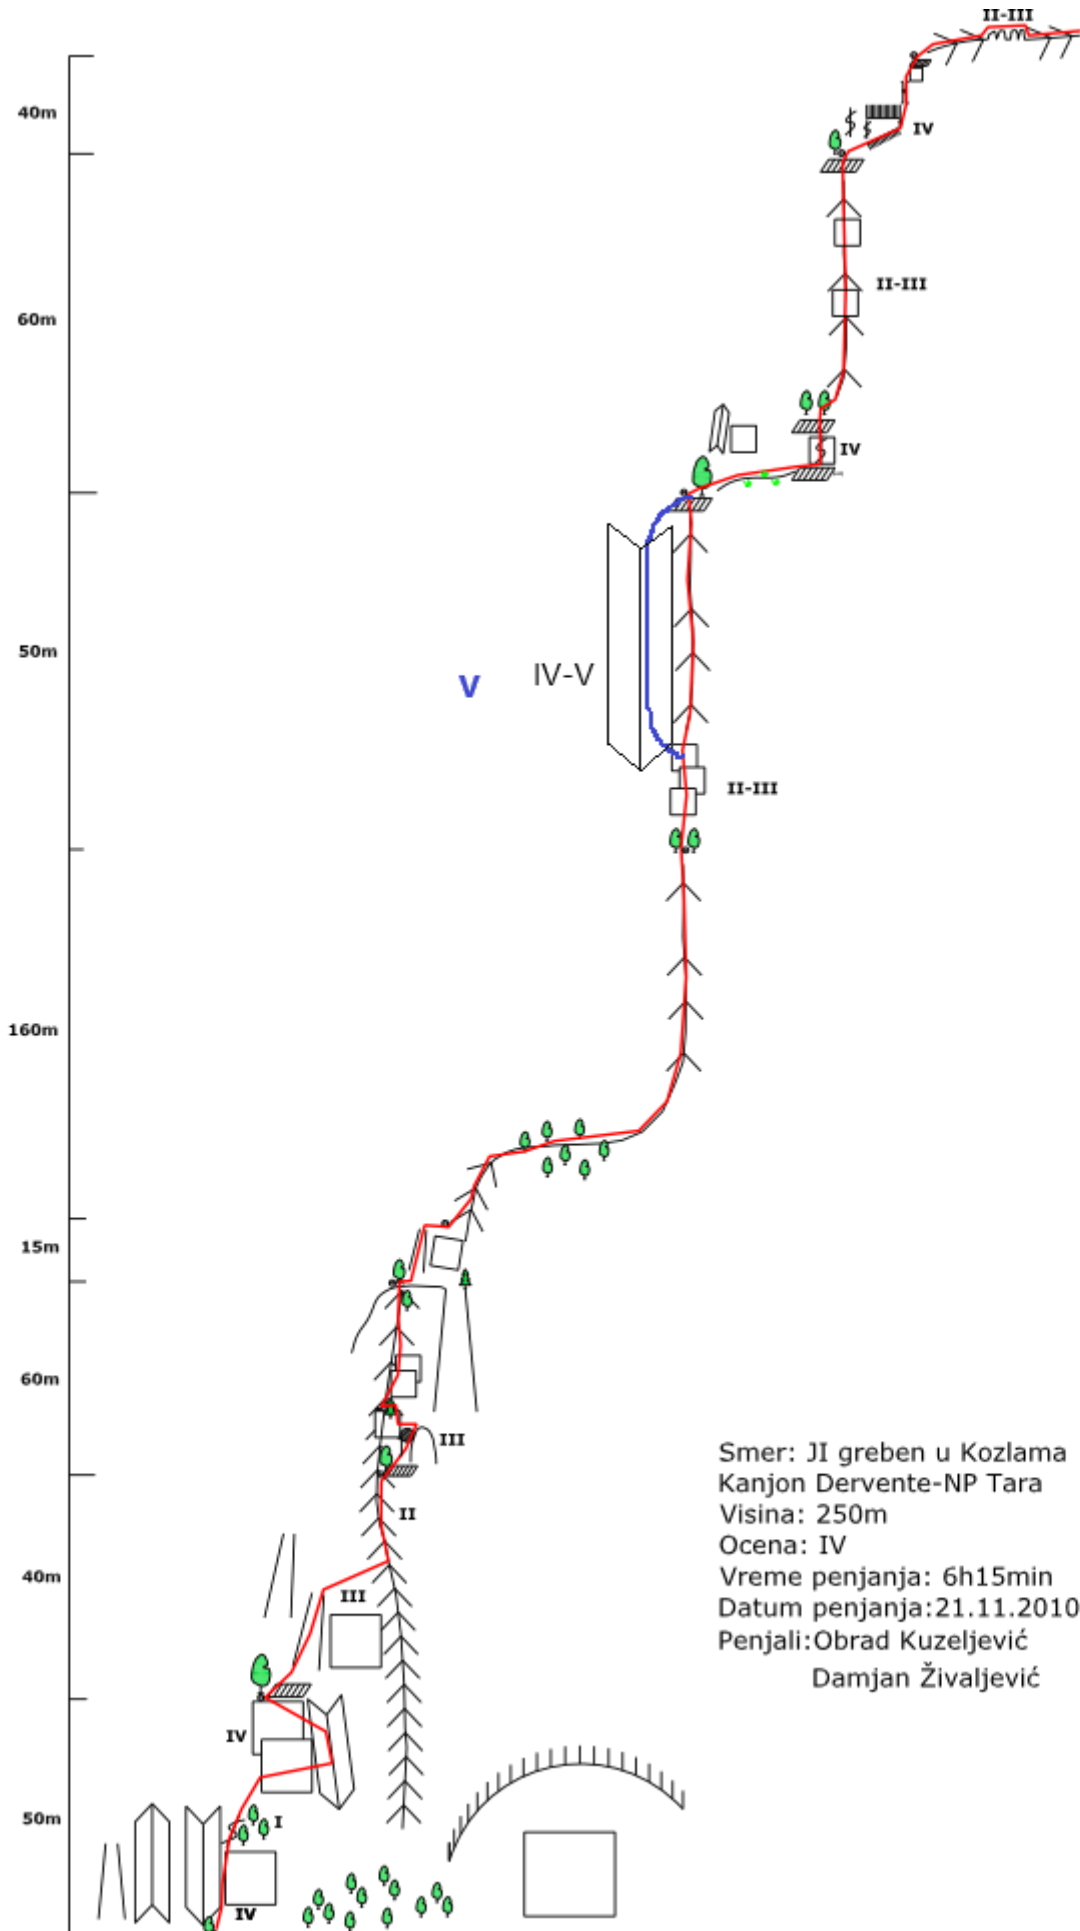 II-III
40m
IV
II-III
60m
IV
50m
IV-V
V
II-III
160m
15m
60m
III
II
40m
III
IV
50m
I
IV
Smer: JI greben u Kozlama
Kanjon Dervente-NP Tara
Visina: 250m
Ocena: IV
Vreme penjanja: 6h15min
Datum penjanja:21.11.2010
Penjali:Obrad Kuzeljević
Damjan Živaljević